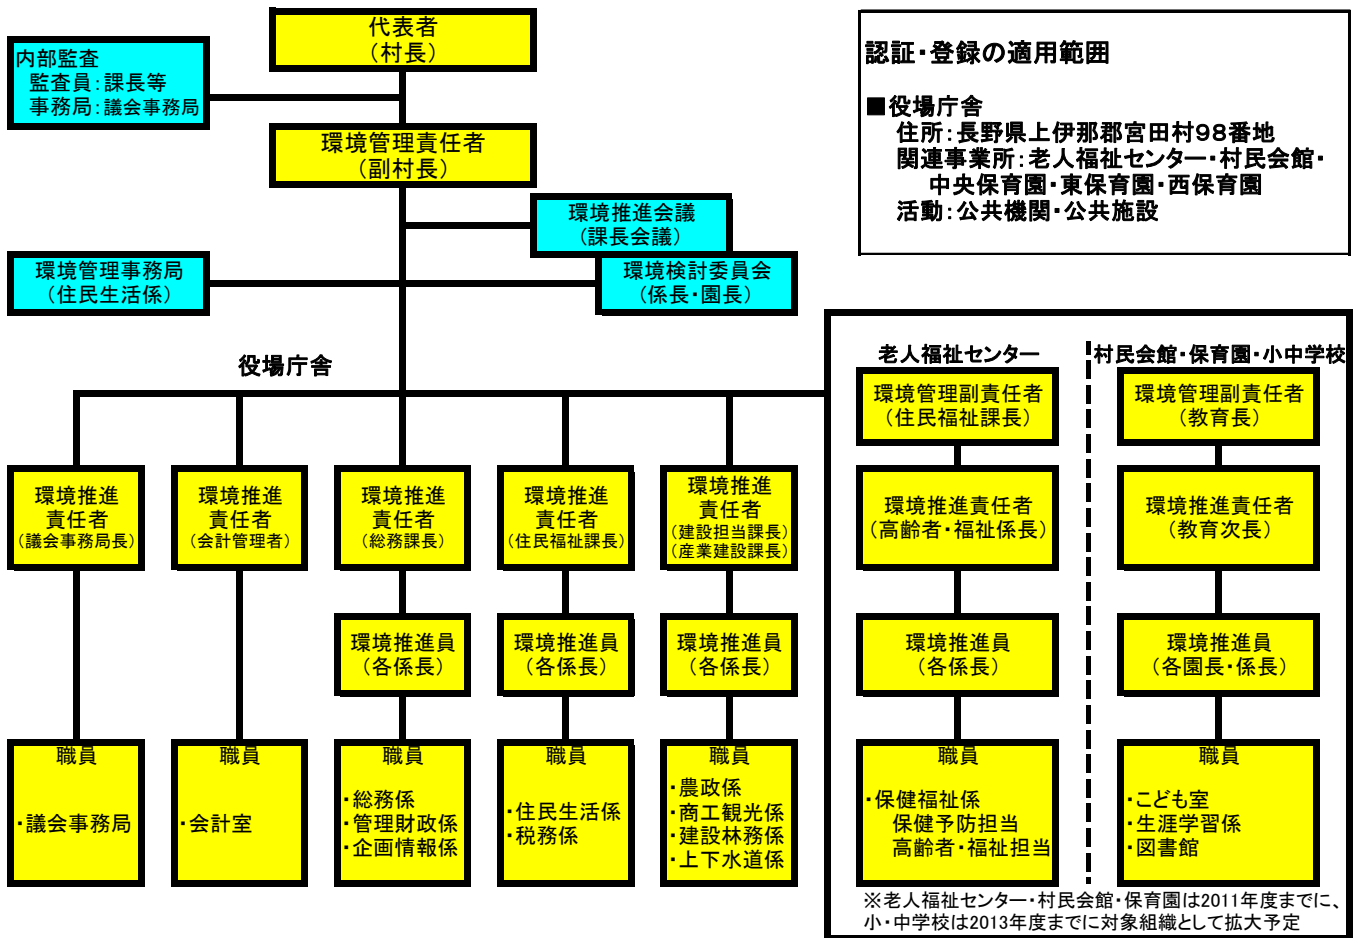 代表者
(村長)
内部監査
監査員:課長等
事務局:議会事務局
認証・登録の適用範囲
■役場庁舎
住所:長野県上伊那郡宮田村98番地
関連事業所:老人福祉センター・村民会館・
中央保育園・東保育園・西保育園
活動:公共機関・公共施設
環境管理責任者
(副村長)
環境推進会議
(課長会議)
環境管理事務局
(住民生活係)
環境検討委員会
(係長・園長)
役場庁舎
環境推進
責任者
(議会事務局長)
環境推進
責任者
(会計管理者)
環境推進
責任者
(総務課長)
環境推進
責任者
(住民福祉課長)
環境推進
責任者
(建設担当課長)
(産業建設課長)
環境推進員
(各係長)
環境推進員
(各係長)
環境推進員
(各係長)
職員
・議会事務局
職員
・会計室
職員
・総務係
・管理財政係
・企画情報係
職員
・住民生活係
・税務係
職員
・農政係
・商工観光係
・建設林務係
・上下水道係
老人福祉センター
環境管理副責任者
(住民福祉課長)
環境推進責任者
(高齢者・福祉係長)
環境推進員
(各係長)
職員
・保健福祉係
保健予防担当
高齢者・福祉担当
村民会館・保育園・小中学校
環境管理副責任者
(教育長)
環境推進責任者
(教育次長)
環境推進員
(各園長・係長)
職員
・こども室
・生涯学習係
・図書館
※老人福祉センター・村民会館・保育園は2011年度までに、
小・中学校は2013年度までに対象組織として拡大予定